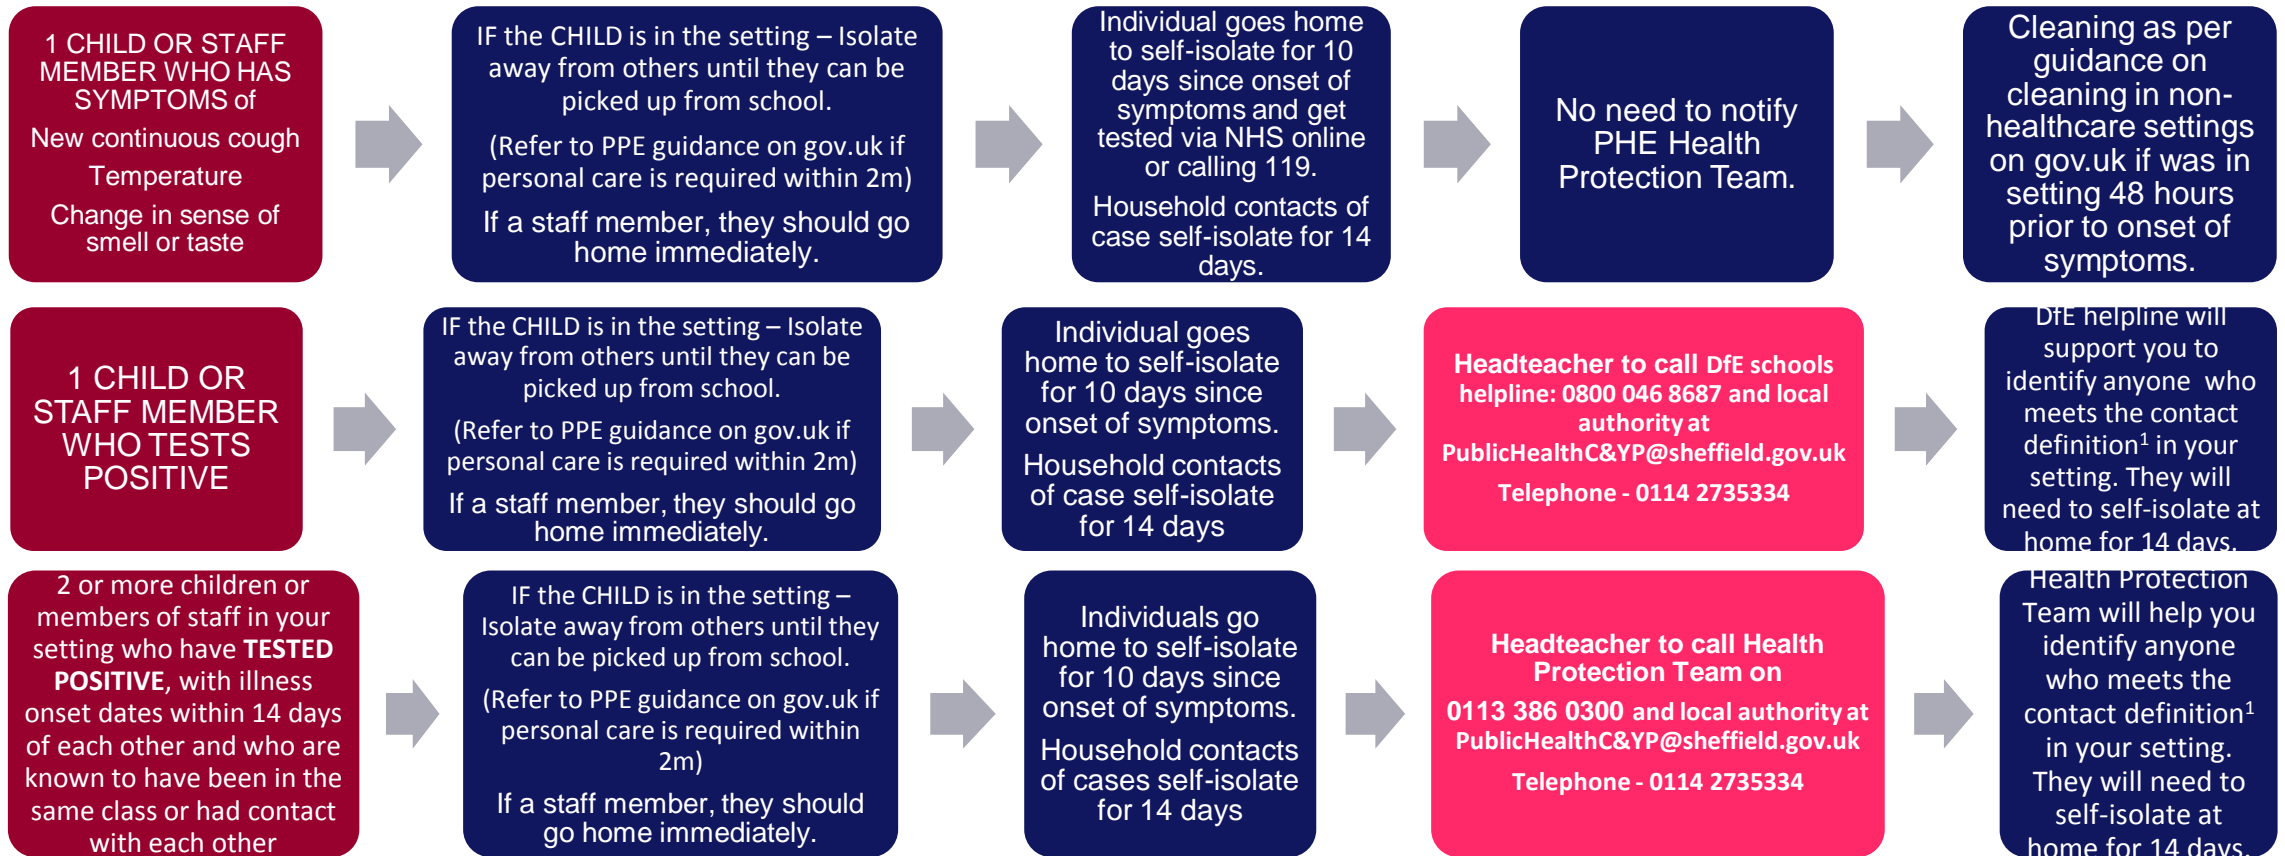 1 CHILD OR STAFF
MEMBER WHO HAS
SYMPTOMS of
New continuous cough
Temperature
Change in sense of
smell or taste
IF the CHILD is in the setting – Isolate
away from others until they can be
picked up from school.
(Refer to PPE guidance on gov.uk if
personal care is required within 2m)
If a staff member, they should go
home immediately.
Individual goes home
to self-isolate for 10
days since onset of
symptoms and get
tested via NHS online
or calling 119.
Household contacts of
case self-isolate for 14
days.
No need to notify
PHE Health
Protection Team.
Cleaning as per
guidance on
cleaning in non-
healthcare settings
on gov.uk if was in
setting 48 hours
prior to onset of
symptoms.
1 CHILD OR
STAFF MEMBER
WHO TESTS
POSITIVE
IF the CHILD is in the setting – Isolate
away from others until they can be
picked up from school.
(Refer to PPE guidance on gov.uk if
personal care is required within 2m)
If a staff member, they should go
home immediately.
Individual goes
home to self-isolate
for 10 days since
onset of symptoms.
Household contacts
of case self-isolate
for 14 days
Headteacher to call DfE schools
helpline: 0800 046 8687 and local
authority at
PublicHealthC&YP@sheffield.gov.uk
Telephone - 0114 2735334
DfE helpline will
support you to
identify anyone who
meets the contact
definition¹ in your
setting. They will
need to self-isolate at
home for 14 days.
2 or more children or
members of staff in your
setting who have TESTED
POSITIVE, with illness
onset dates within 14 days
of each other and who are
known to have been in the
same class or had contact
with each other
IF the CHILD is in the setting –
Isolate away from others until they
can be picked up from school.
(Refer to PPE guidance on gov.uk if
personal care is required within
2m)
If a staff member, they should
go home immediately.
Individuals go
home to self-isolate
for 10 days since
onset of symptoms.
Household contacts
of cases self-isolate
for 14 days
Headteacher to call Health
Protection Team on
0113 386 0300 and local authority at
PublicHealthC&YP@sheffield.gov.uk
Telephone - 0114 2735334
Health Protection
Team will help you
identify anyone
who meets the
contact definition¹
in your setting.
They will need to
self-isolate at
home for 14 days.